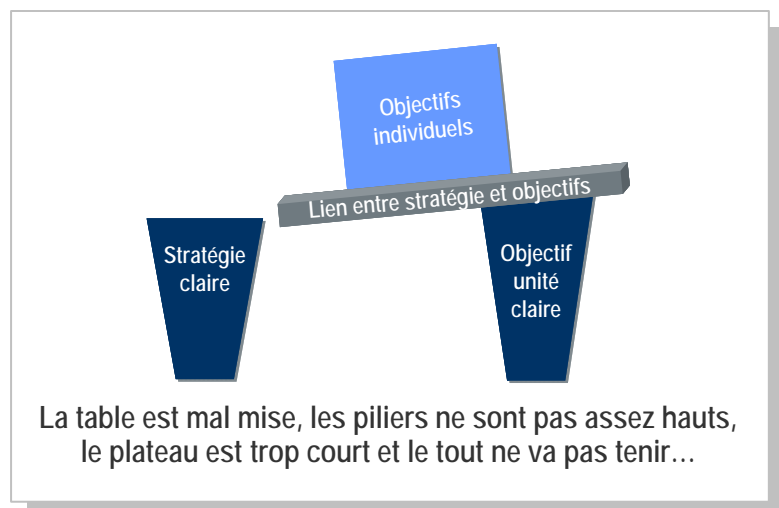 Objectifs
individuels
Lien entre stratégie et objectifs
Stratégie
claire
Objectif
unité
claire
La table est mal mise, les piliers ne sont pas assez hauts,
le plateau est trop court et le tout ne va pas tenir…